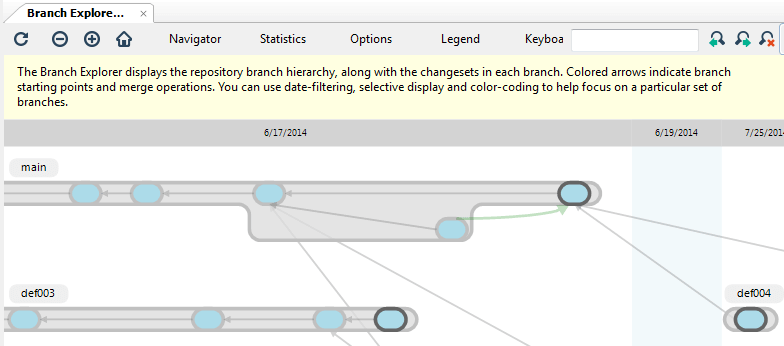 Branch Explore...
Navigator Statistics Options Legend Keyboa
The Branch Explorer displays the repository branch hierarchy, along with the changesets in each branch. Colored arrows indicate branch
starting points and merge operations. You can use date-filtering, selective display and color-coding to help focus on a particular set of
branches.
6/17/2014 6/19/2014 7/25/2014
main
def003 def004